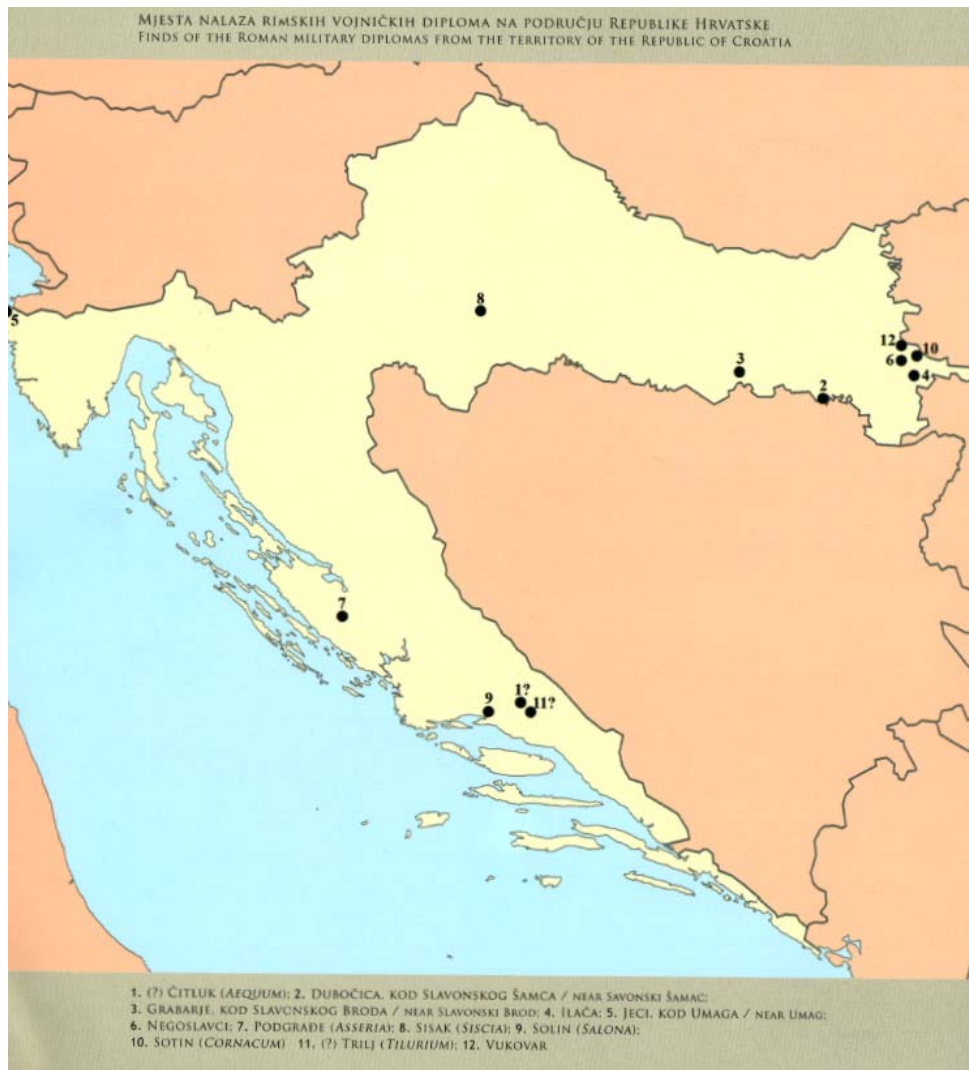 MJESTA NALAZA RIMSKIH VOJNIČKIH DIPLOMA NA PODRUČJU REPUBLIKE HRVATSKE
FINDS OF THE ROMAN MILITARY DIPLOMAS FROM THE TERRITORY OF THE REPUBLIC OF CROATIA
8
5
12
10
3
6
4
2
7
1?
9
11?
1. (?) ČITLUK (AEQUUM); 2. DUBOČICA, KOD SLAVONSKOG ŠAMCA / NEAR SAVONSKI ŠAMAC;
3. GRABARJE, KOD SLAVONSKOG BRODA / NEAR SLAVONSKI BROD; 4. ILAČA; 5. JECI, KOD UMAGA / NEAR UMAG;
6. NEGOSLAVCI; 7. PODGRAĐE (ASSERIA); 8. SISAK (SISCIA); 9. SOLIN (SALONA);
10. SOTIN (CORNACUM) 11. (?) TRILJ (TILURIUM); 12. VUKOVAR